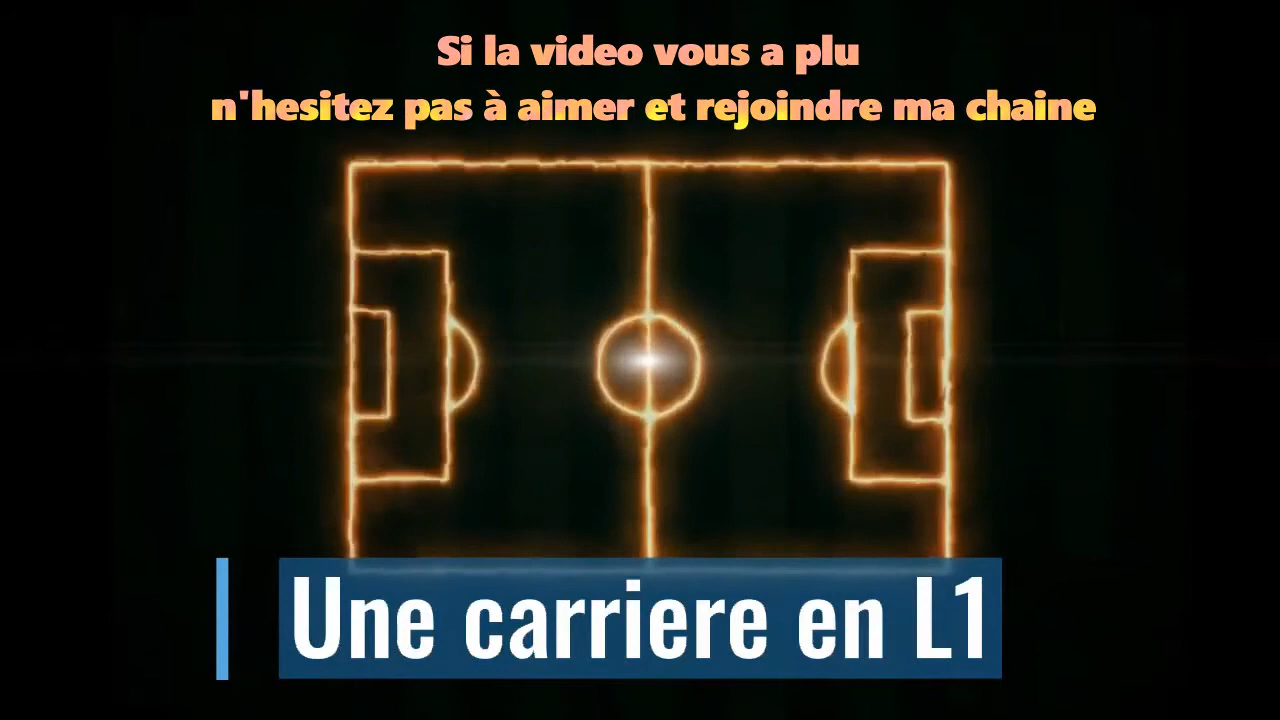 Si la video vous a plu
n'hesitez pas à aimer et rejoindre ma chaine
Une carriere en L1